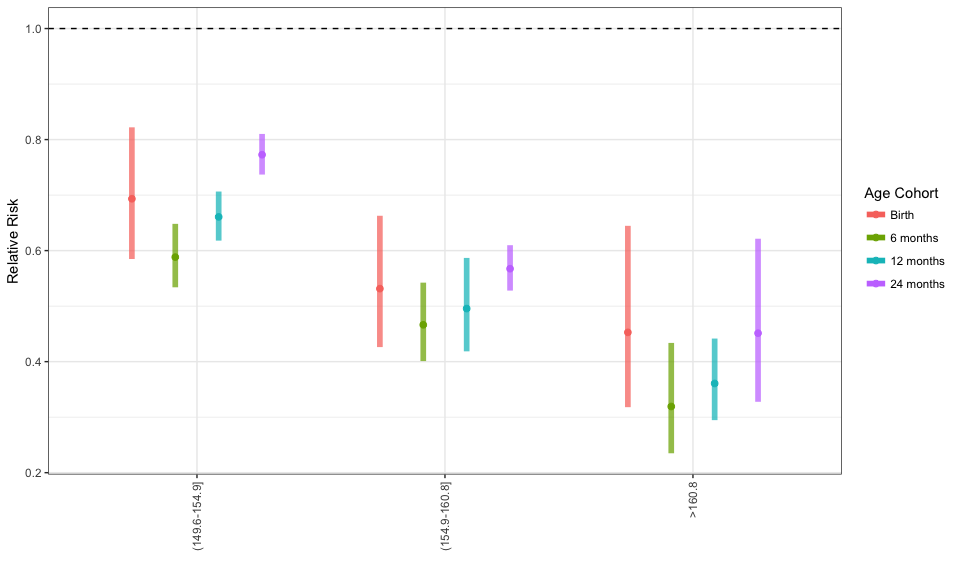 Relative Risk
1.0
0.8
0.6
0.4
0.2
(149.6-154.9]
(154.9-160.8]
>160.8
Age Cohort
Birth
6 months
12 months
24 months